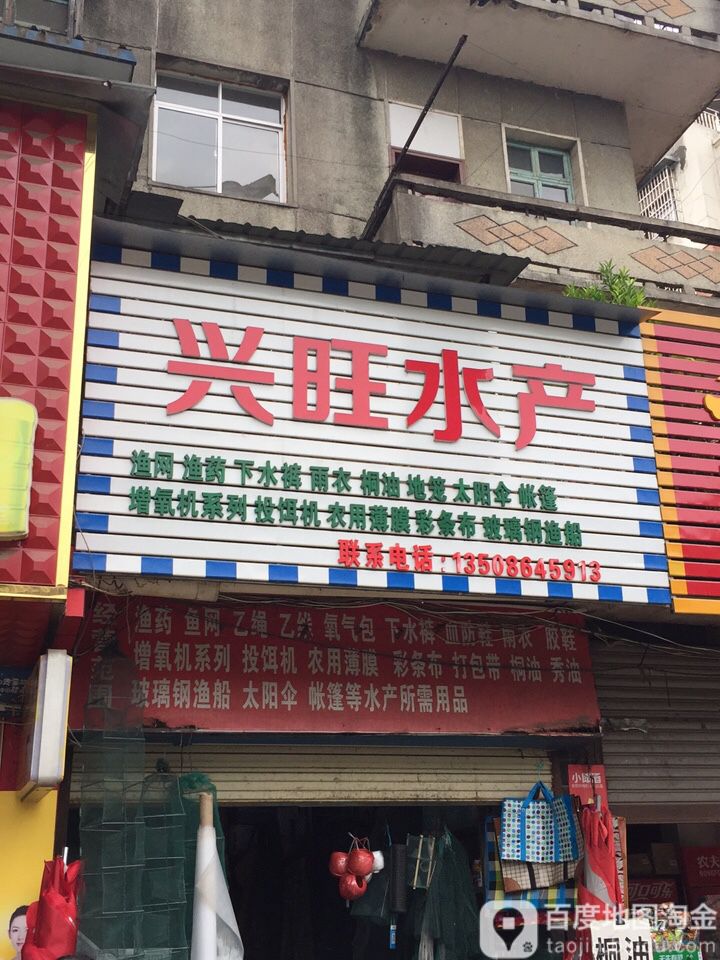 兴旺水产
渔网 渔药 下水裤 雨衣 桐油 地笼 太阳伞 帐篷
增氧机系列 投饵机 农用薄膜 彩条布 玻璃钢渔船
联系电话：13508645913
经营范围
渔药 鱼网 乙绳 乙丝 氧气包 下水裤 血防鞋 雨衣 胶鞋
增氧机系列 投饵机 农用薄膜 彩条布 打包带 桐油 秀油
玻璃钢渔船 太阳伞 帐篷等水产所需用品
桐油
百度地图淘金